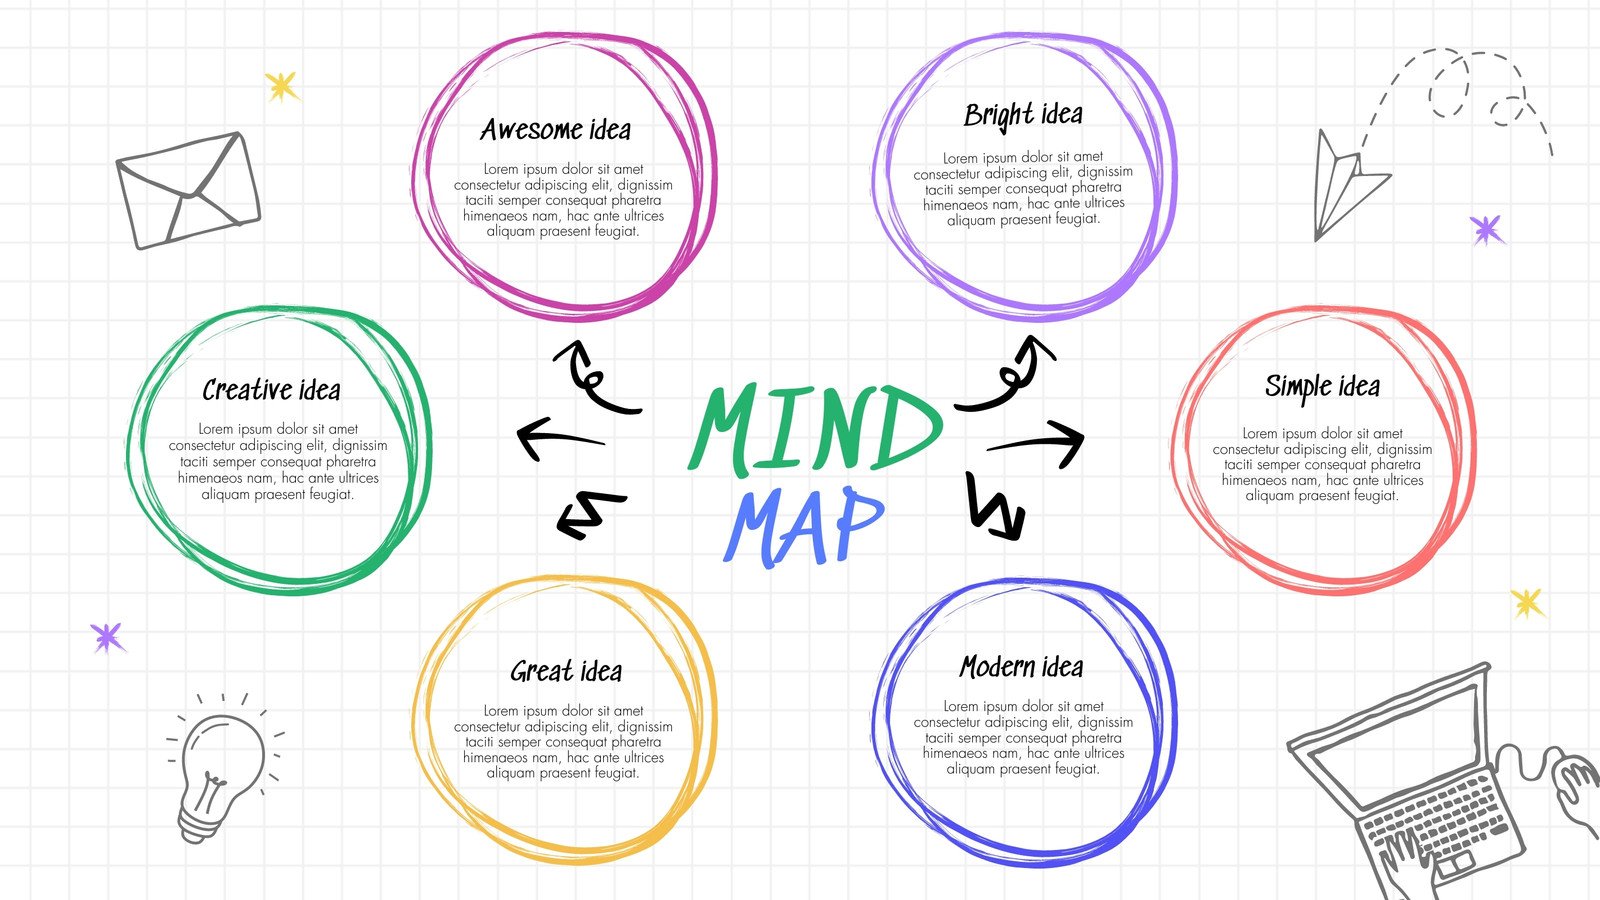 Awesome idea
Lorem ipsum dolor sit amet
consectetur adipiscing elit, dignissim
taciti semper consequat pharetra
himenaeos nam, hac ante ultrices
aliquam praesent feugiat.
Bright idea
Lorem ipsum dolor sit amet
consectetur adipiscing elit, dignissim
taciti semper consequat pharetra
himenaeos nam, hac ante ultrices
aliquam praesent feugiat.
Creative idea
Lorem ipsum dolor sit amet
consectetur adipiscing elit, dignissim
taciti semper consequat pharetra
himenaeos nam, hac ante ultrices
aliquam praesent feugiat.
MIND
MAP
Simple idea
Lorem ipsum dolor sit amet
consectetur adipiscing elit, dignissim
taciti semper consequat pharetra
himenaeos nam, hac ante ultrices
aliquam praesent feugiat.
Great idea
Lorem ipsum dolor sit amet
consectetur adipiscing elit, dignissim
taciti semper consequat pharetra
himenaeos nam, hac ante ultrices
aliquam praesent feugiat.
Modern idea
Lorem ipsum dolor sit amet
consectetur adipiscing elit, dignissim
taciti semper consequat pharetra
himenaeos nam, hac ante ultrices
aliquam praesent feugiat.